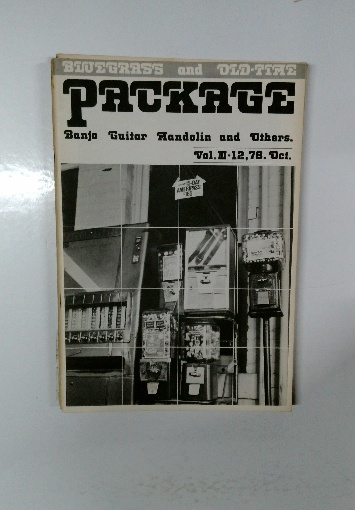 BLUEGRASS and OLD-TIME
PACKAGE
Banjo Guitar Mandolin and Others.
Vol. II-12, 78. Oct.